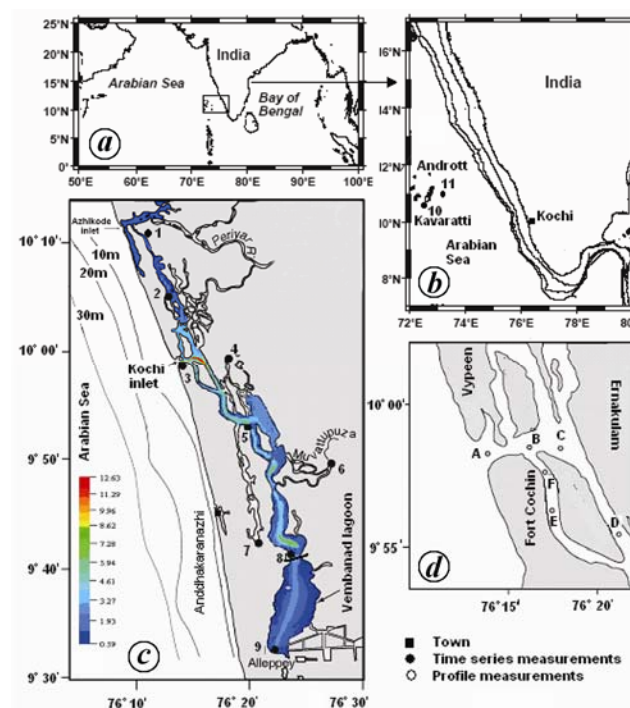 25°N
20°N
15°N
10°N
5°N
0°
50°E
60°E
70°E
80°E
90°E
100°E
India
Arabian Sea
Bay of
Bengal
a
16°N
14°N
12°N
10°N
8°N
72°E
74°E
76°E
78°E
80°
India
Andrott
11
10
Kavaratti
Kochi
Arabian
Sea
b
Azhikode
inlet
10° 10'
10° 00'
9° 50'
9° 40'
9° 30'
76° 10'
76° 20'
76° 30'
10m
20m
30m
Periyar R
1
2
3
4
5
6
7
8
9
Kochi
inlet
Arabian Sea
12.63
11.29
9.96
8.62
7.28
5.94
4.61
3.27
1.93
0.59
Anddhakaranazhi
Vembanad lagoon
Alleppey
c
Vypeen
Ernakulam
Fort Cochin
10° 00'
9° 55'
76° 15'
76° 20'
A
B
C
D
E
F
d
Town
Time series measurements
Profile measurements